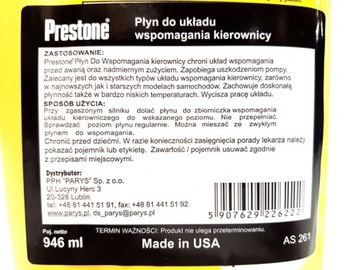 Prestone
Płyn do układu
wspomagania kierownicy
ZASTOSOWANIE:
Prestone® Płyn Do Wspomagania kierownicy chroni układ wspomagania
przed awarią oraz nadmiernym zużyciem. Zapobiega uszkodzeniom pompy.
Zalecany jest do wszystkich typów układu wspomagania kierownicy, zarówno
w najnowszych jak i starszych modelach samochodów. Zachowuje doskonałą
płynność także w bardzo niskich temperaturach. Wycisza układ wspomagania.
SPOSÓB UŻYCIA:
Przy zgaszonym silniku dolać płynu do zbiorniczka wspomagania
układu kierowniczego do wskazanego poziomu. Nie przepełniać.
Sprawdzać poziom płynu regularnie. Można mieszać ze zwykłym
płynem do wspomagania.
Chronić przed dziećmi. W razie konieczności zasięgnięcia porady lekarza należy
pokazać pojemnik lub etykietę. Zawartość / pojemnik usuwać zgodnie
z przepisami miejscowymi.
Dystrybutor:
PPH "PARYS" Sp. z o.o.
Ul.Lucyny Herc 3
20-328 Lublin
tel: +48 81 441 51 91, fax: +48 81 441 51 92
www.parys.pl, ds_parys@parys.pl
5 907629 226222
TERMIN WAŻNOŚCI: Produkt nie ulega przeterminowaniu.
Poj. netto
946 ml
Made in USA
AS 261